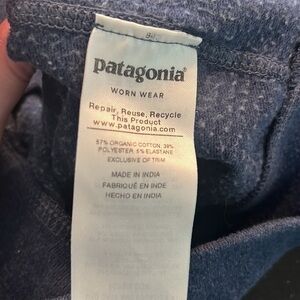 patagonia®
WORN WEAR
Repair, Reuse, Recycle
This Product
www.patagonia.com
57% ORGANIC COTTON, 38%
POLYESTER, 5% ELASTANE
EXCLUSIVE OF TRIM
MADE IN INDIA
FABRIQUÉ EN INDE
HECHO EN INDIA